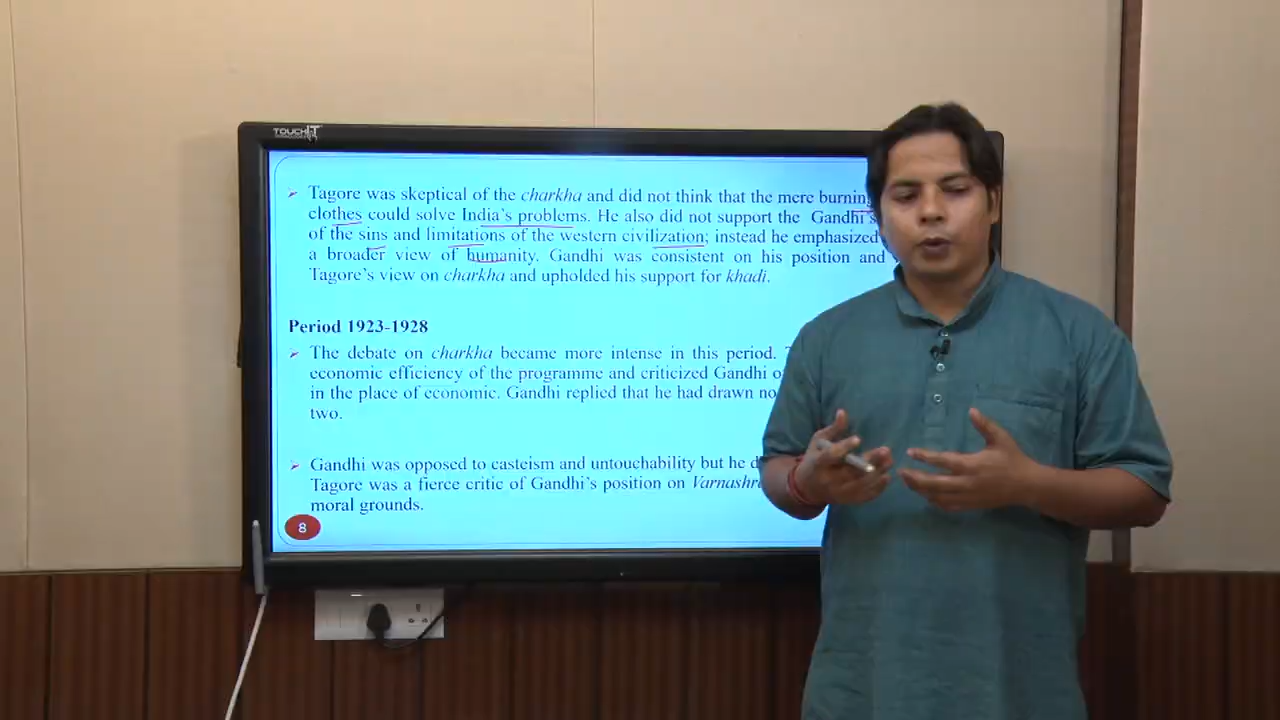 TOUCHIT
Tagore was skeptical of the charkha and did not think that the mere burning
clothes could solve India's problems. He also did not support the Gandhi's
of the sins and limitations of the western civilization; instead he emphasized
a broader view of humanity. Gandhi was consistent on his position and
Tagore's view on charkha and upholded his support for khadi.
Period 1923-1928
The debate on charkha became more intense in this period.
economic efficiency of the programme and criticized Gandhi
in the place of economic. Gandhi replied that he had drawn no
two.
Gandhi was opposed to casteism and untouchability but he
Tagore was a fierce critic of Gandhi's position on
moral grounds.
8